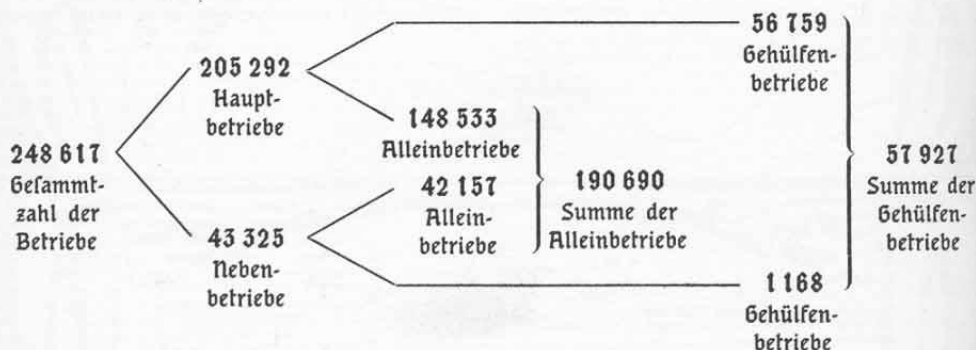 248 617
Gesammt-
zahl der
Betriebe
205 292
Haupt-
betriebe
43 325
Neben-
betriebe
148 533
Alleinbetriebe
42 157
Allein-
betriebe
190 690
Summe der
Alleinbetriebe
56 759
Gehülfen-
betriebe
1 168
Gehülfen-
betriebe
57 927
Summe der
Gehülfen-
betriebe